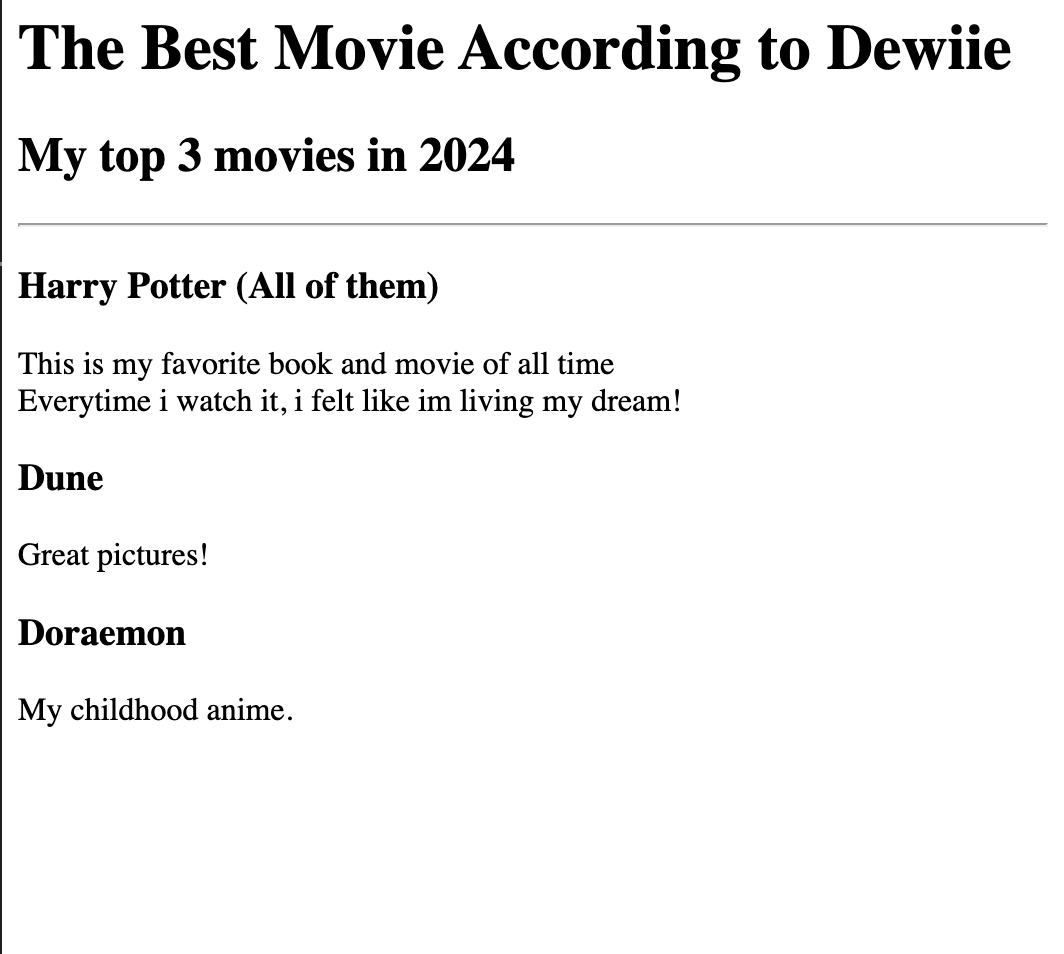 The Best Movie According to Dewiie
My top 3 movies in 2024
Harry Potter (All of them)
This is my favorite book and movie of all time
Everytime i watch it, i felt like im living my dream!
Dune
Great pictures!
Doraemon
My childhood anime.